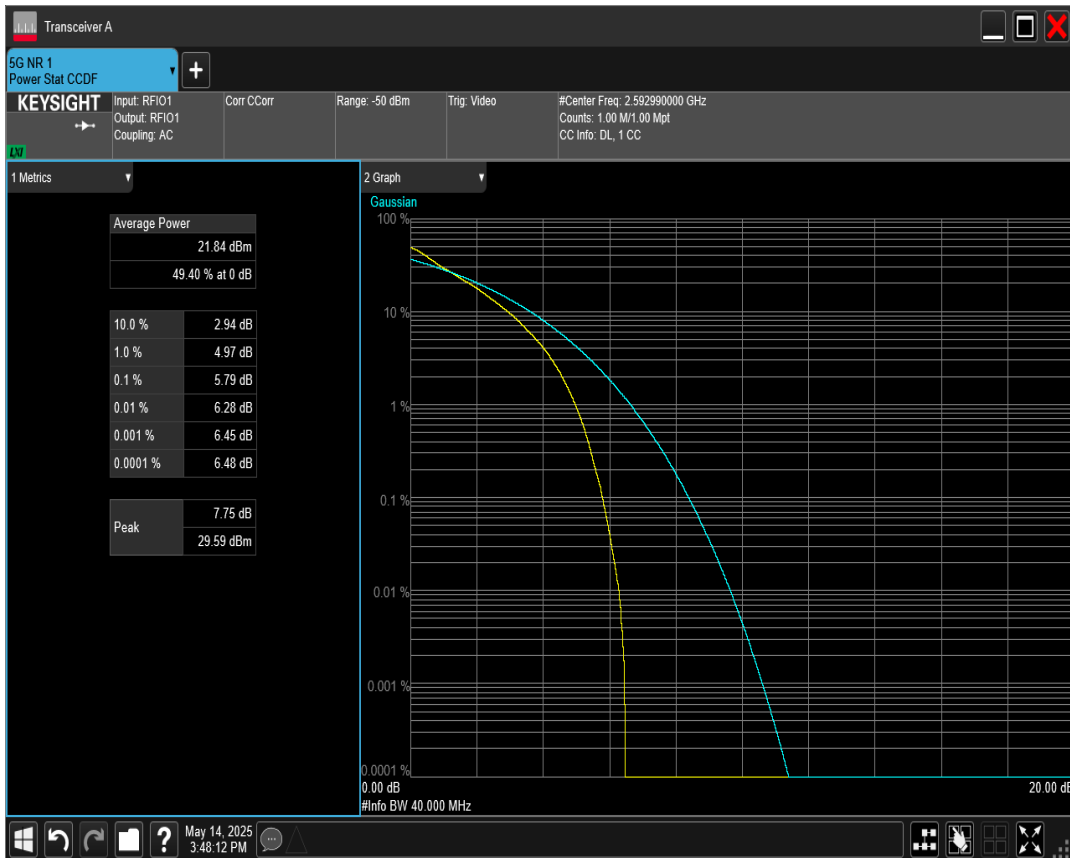 Transceiver A
5G NR 1
Power Stat CCDF
KEYSIGHT
LXI
Input: RFIO1
Output: RFIO1
Coupling: AC
Corr CCorr
Range: -50 dBm
Trig: Video
#Center Freq: 2.592990000 GHz
Counts: 1.00 M/1.00 Mpt
CC Info: DL, 1 CC
1 Metrics
Average Power
21.84 dBm
49.40 % at 0 dB
10.0 % 2.94 dB
1.0 % 4.97 dB
0.1 % 5.79 dB
0.01 % 6.28 dB
0.001 % 6.45 dB
0.0001 % 6.48 dB
Peak
7.75 dB
29.59 dBm
2 Graph
Gaussian
100 %
10 %
1 %
0.1 %
0.01 %
0.001 %
0.0001 %
0.00 dB 20.00 dB
#Info BW 40.000 MHz
May 14, 2025
3:48:12 PM